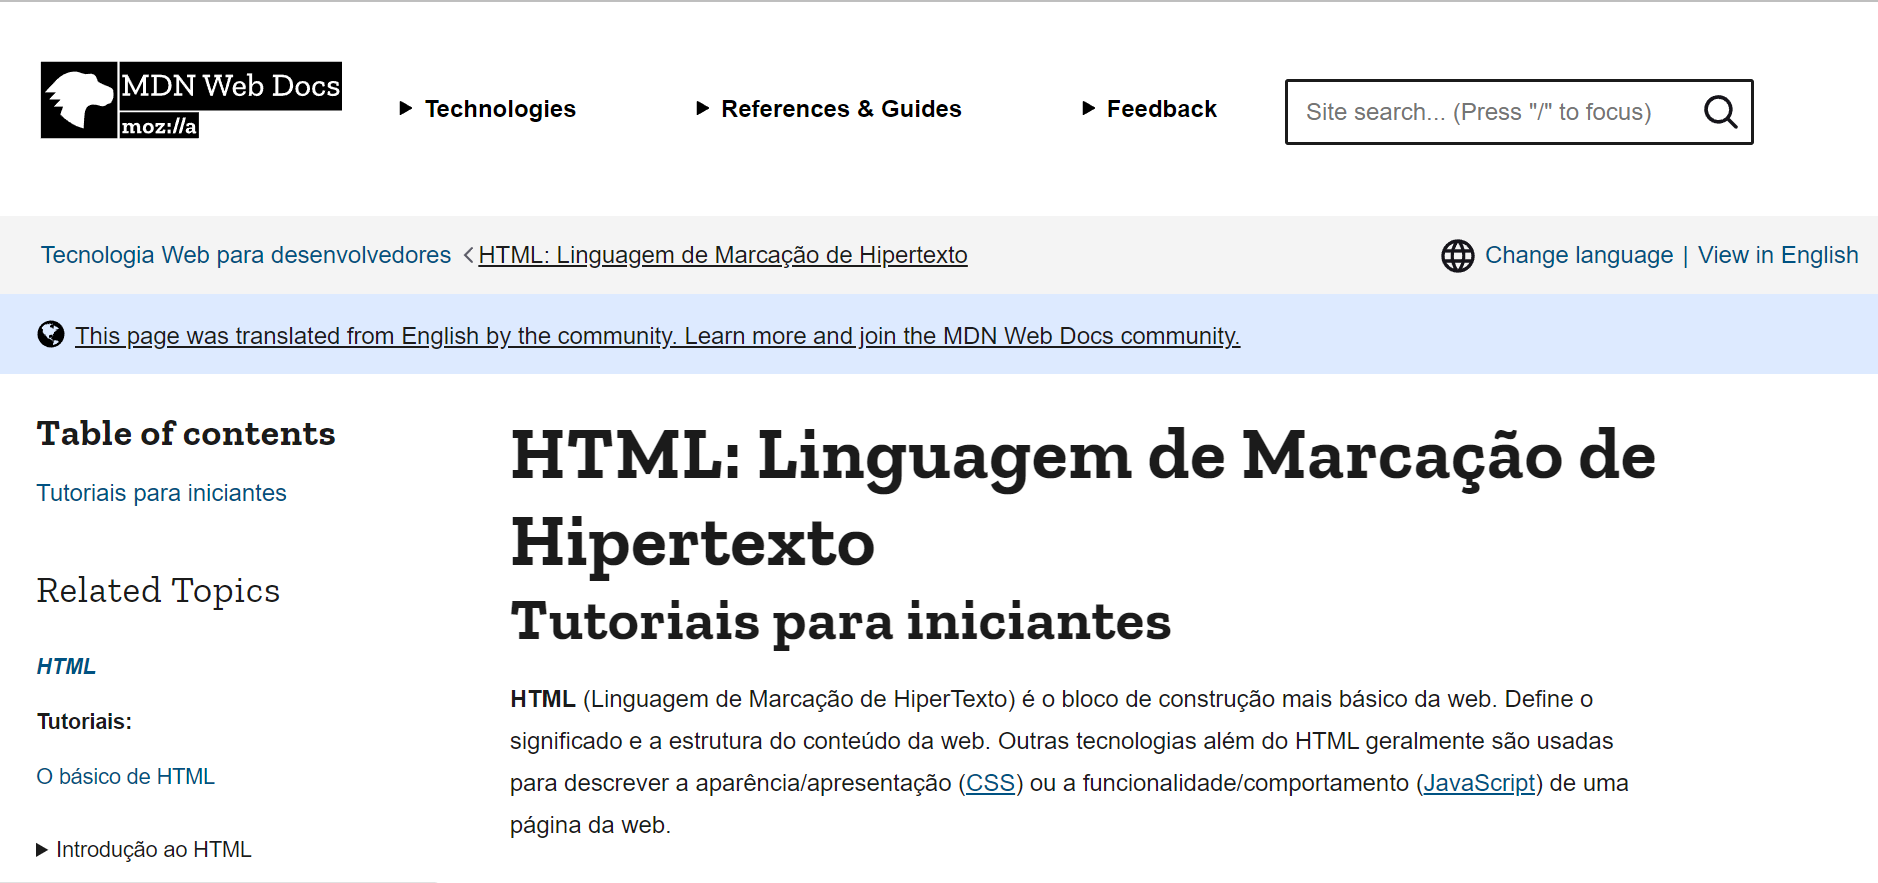 MDN Web Docs
moz://a
Technologies
References & Guides
Feedback
Site search... (Press "/" to focus)
Tecnologia Web para desenvolvedores
HTML: Linguagem de Marcação de Hipertexto
Change language | View in English
This page was translated from English by the community. Learn more and join the MDN Web Docs community.
Table of contents
Tutoriais para iniciantes
Related Topics
HTML
Tutoriais:
O básico de HTML
Introdução ao HTML
HTML: Linguagem de Marcação de
Hipertexto
Tutoriais para iniciantes
HTML (Linguagem de Marcação de HiperTexto) é o bloco de construção mais básico da web. Define o
significado e a estrutura do conteúdo da web. Outras tecnologias além do HTML geralmente são usadas
para descrever a aparência/apresentação (CSS) ou a funcionalidade/comportamento (JavaScript) de uma
página da web.